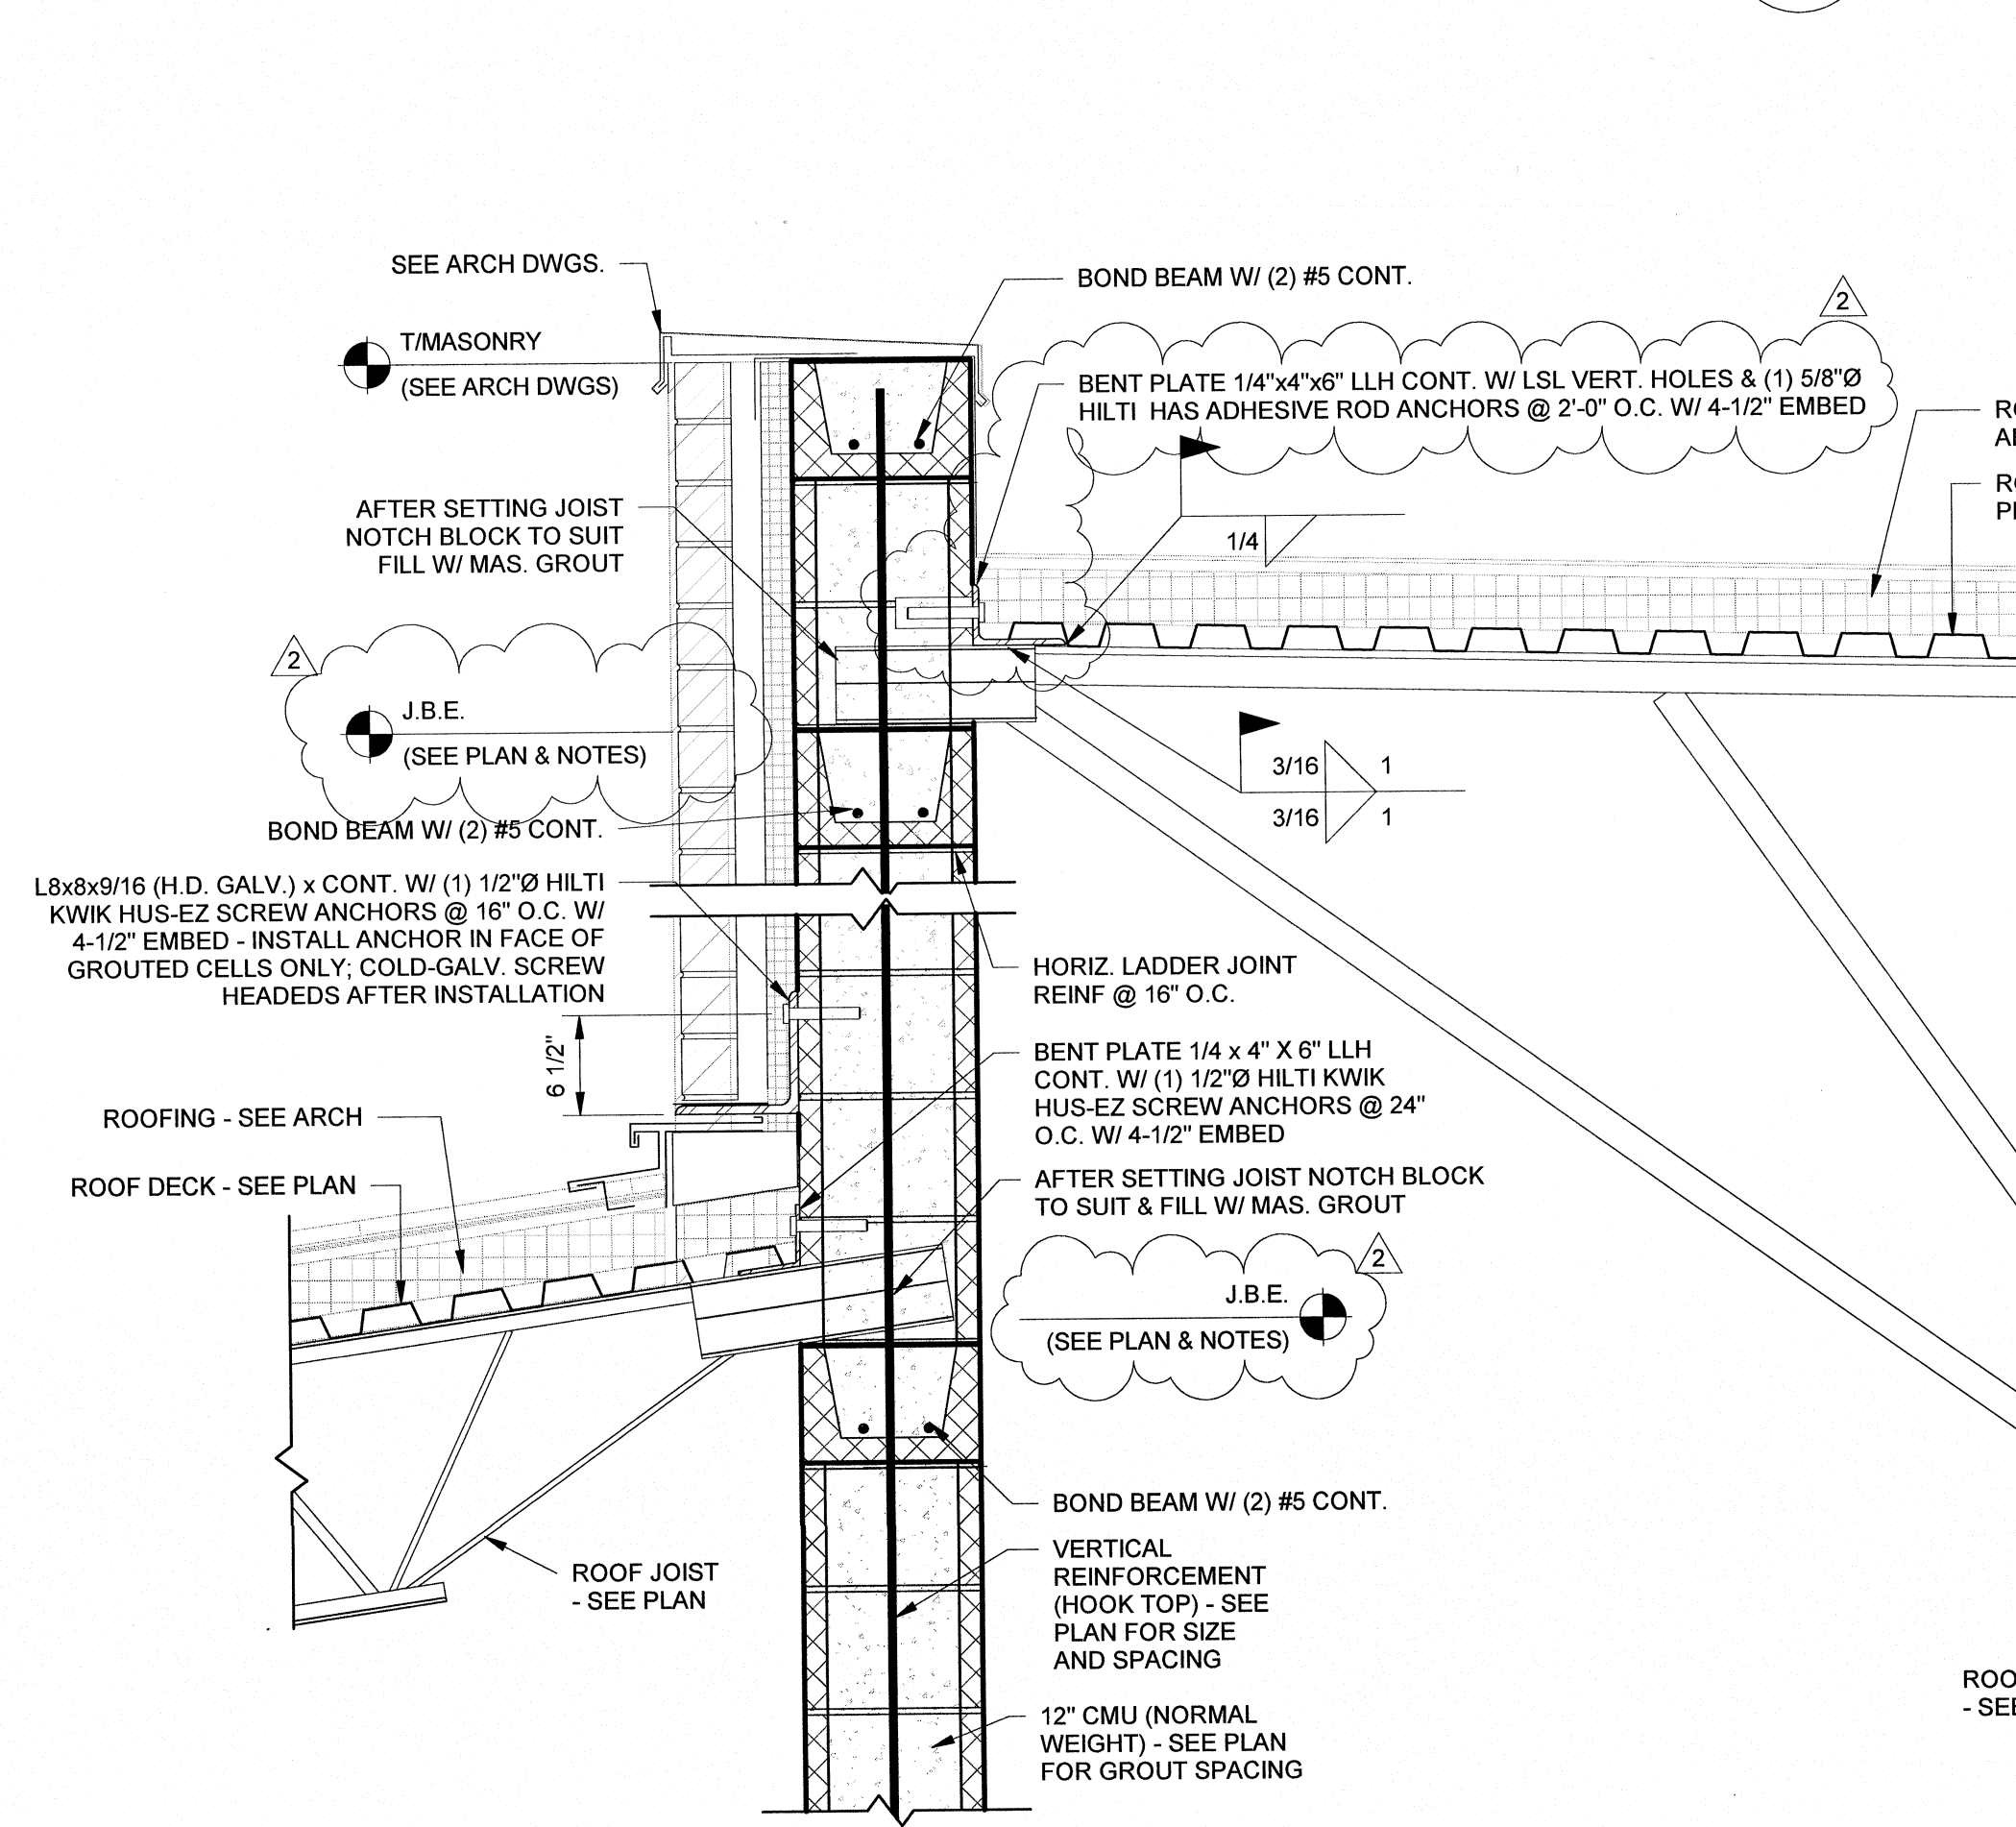 SEE ARCH DWGS.
T/MASONRY
(SEE ARCH DWGS)
BOND BEAM W/ (2) #5 CONT.
2
BENT PLATE 1/4"x4"x6" LLH CONT. W/ LSL VERT. HOLES & (1) 5/8"Ø
HILTI HAS ADHESIVE ROD ANCHORS @ 2'-0" O.C. W/ 4-1/2" EMBED
AFTER SETTING JOIST
NOTCH BLOCK TO SUIT
FILL W/ MAS. GROUT
1/4
2
J.B.E.
(SEE PLAN & NOTES)
3/16 1
3/16 1
BOND BEAM W/ (2) #5 CONT.
L8x8x9/16 (H.D. GALV.) x CONT. W/ (1) 1/2"Ø HILTI
KWIK HUS-EZ SCREW ANCHORS @ 16" O.C. W/
4-1/2" EMBED - INSTALL ANCHOR IN FACE OF
GROUTED CELLS ONLY; COLD-GALV. SCREW
HEADEDS AFTER INSTALLATION
6 1/2"
HORIZ. LADDER JOINT
REINF @ 16" O.C.
BENT PLATE 1/4 x 4" X 6" LLH
CONT. W/ (1) 1/2"Ø HILTI KWIK
HUS-EZ SCREW ANCHORS @ 24"
O.C. W/ 4-1/2" EMBED
ROOFING - SEE ARCH
ROOF DECK - SEE PLAN
AFTER SETTING JOIST NOTCH BLOCK
TO SUIT & FILL W/ MAS. GROUT
2
J.B.E.
(SEE PLAN & NOTES)
BOND BEAM W/ (2) #5 CONT.
ROOF JOIST
- SEE PLAN
VERTICAL
REINFORCEMENT
(HOOK TOP) - SEE
PLAN FOR SIZE
AND SPACING
12" CMU (NORMAL
WEIGHT) - SEE PLAN
FOR GROUT SPACING